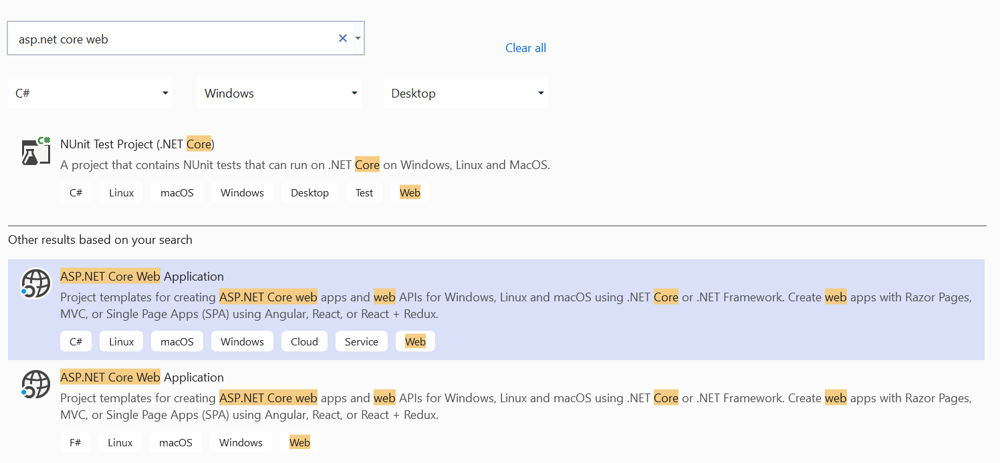 asp.net core web
Clear all
C#
Windows
Desktop
C#
NUnit Test Project (.NET Core)
A project that contains NUnit tests that can run on .NET Core on Windows, Linux and MacOS.
C# Linux macOS Windows Desktop Test Web
Other results based on your search
ASP.NET Core Web Application
Project templates for creating ASP.NET Core web apps and web APIs for Windows, Linux and macOS using .NET Core or .NET Framework. Create web apps with Razor Pages,
MVC, or Single Page Apps (SPA) using Angular, React, or React + Redux.
C# Linux macOS Windows Cloud Service Web
ASP.NET Core Web Application
Project templates for creating ASP.NET Core web apps and web APIs for Windows, Linux and macOS using .NET Core or .NET Framework. Create web apps with Razor Pages,
MVC, or Single Page Apps (SPA) using Angular, React, or React + Redux.
F# Linux macOS Windows Web